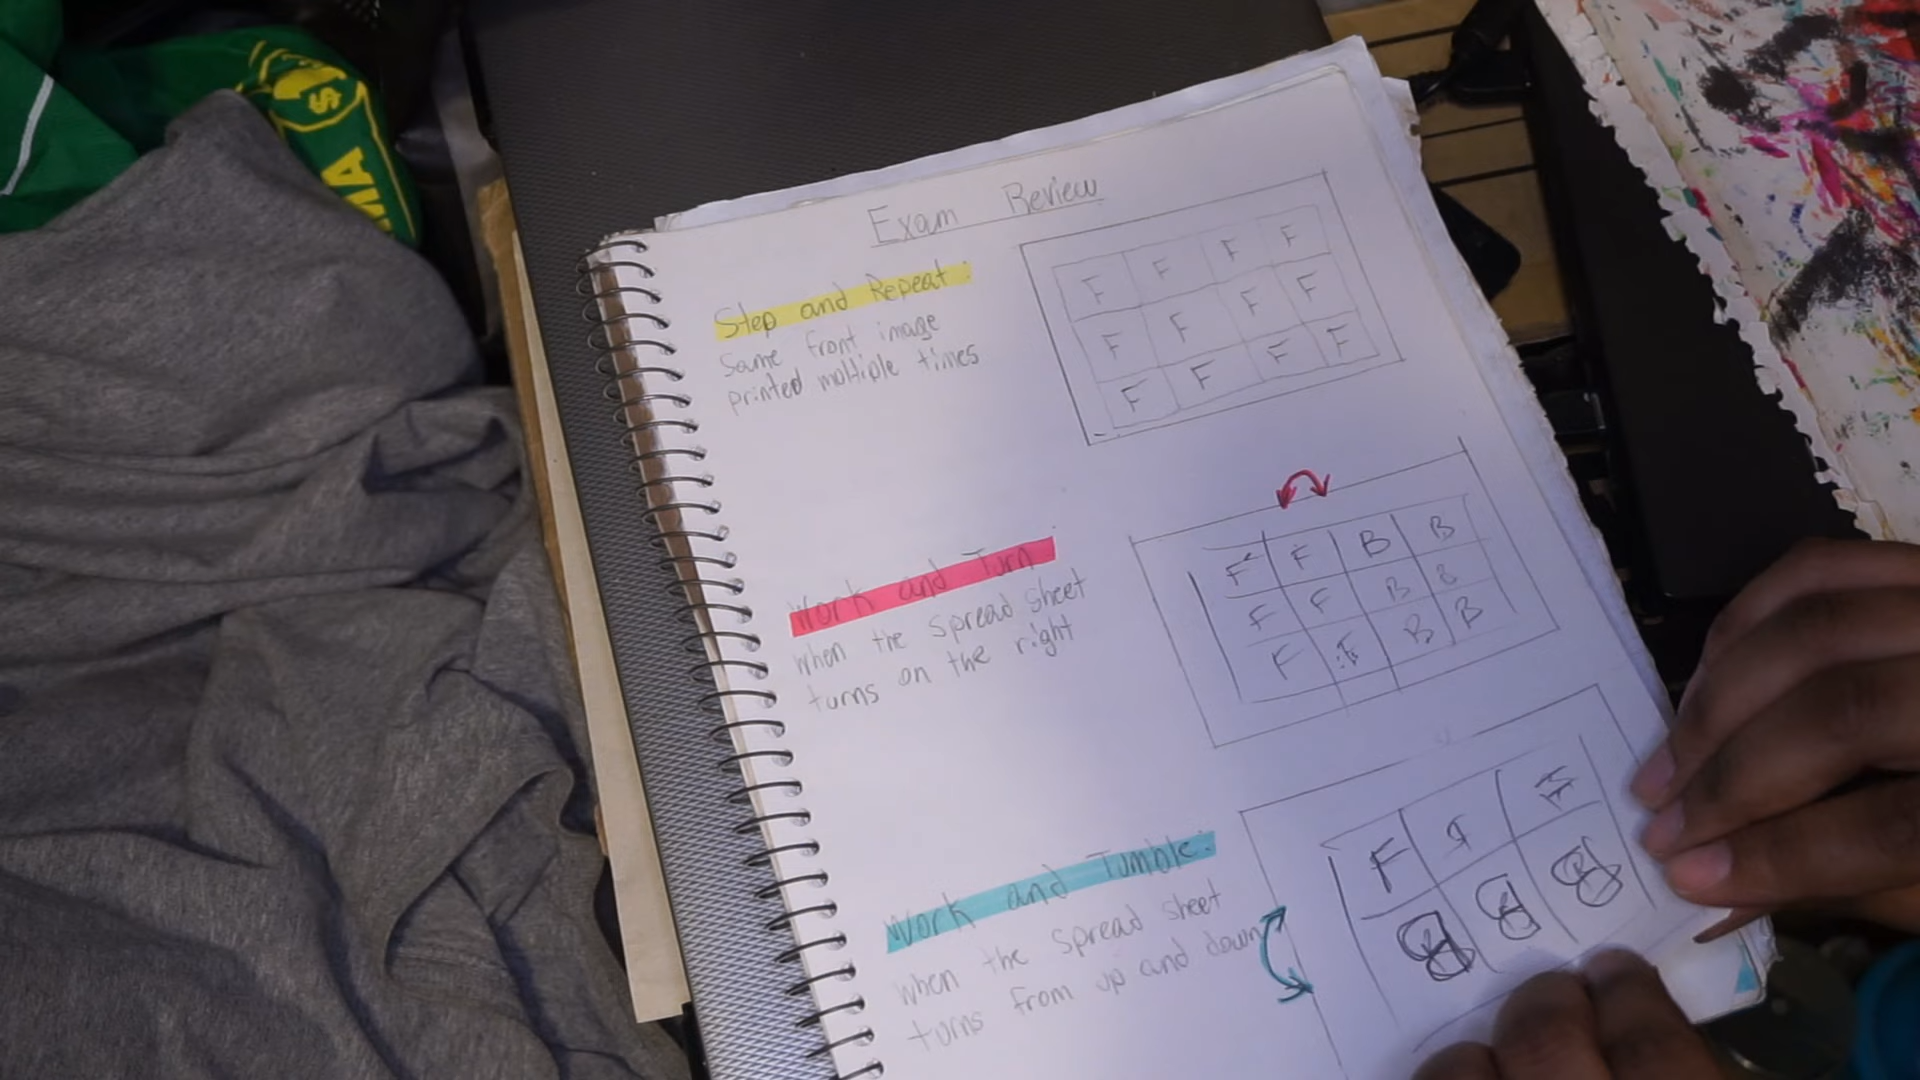 Exam Review
Step and Repeat:
Same front image
printed moltiple times
F F F F
F F F F
F F F F
Work and Turn
when the spread sheet
turns on the right
F F B B
F F B B
F F B B
Work and Tumble:
when the spread sheet
turns from up and down
F